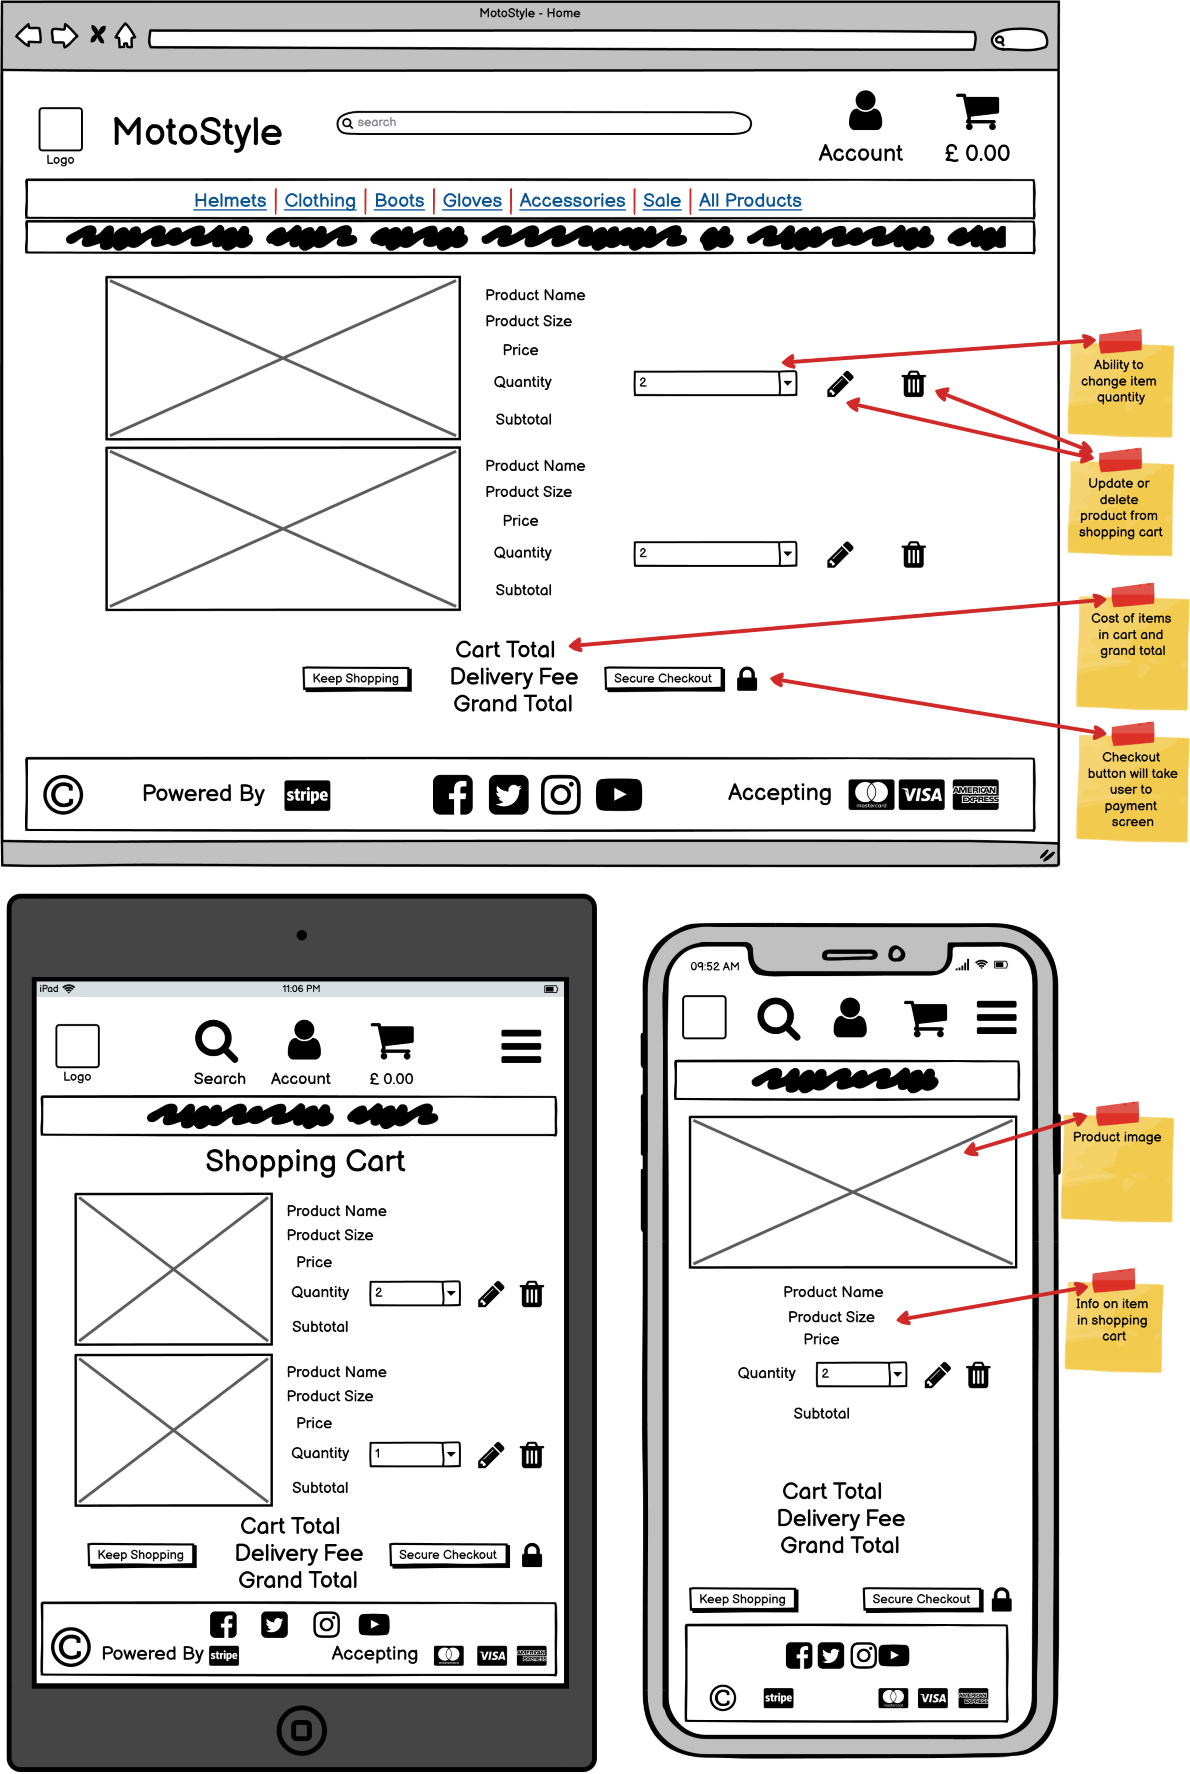 MotoStyle - Home
Logo
MotoStyle
search
Account
£ 0.00
Helmets | Clothing | Boots | Gloves | Accessories | Sale | All Products
Product Name
Product Size
Price
Quantity 2
Subtotal
Product Name
Product Size
Price
Quantity 2
Subtotal
Cart Total
Keep Shopping Delivery Fee Secure Checkout
Grand Total
© Powered By stripe
Accepting mastercard VISA AMERICAN EXPRESS
Ability to
change item
quantity
Update or
delete
product from
shopping cart
Cost of items
in cart and
grand total
Checkout
button will take
user to
payment
screen
iPad 11:06 PM
Logo
Search Account £ 0.00
Shopping Cart
Product Name
Product Size
Price
Quantity 2
Subtotal
Product Name
Product Size
Price
Quantity 1
Subtotal
Cart Total
Keep Shopping Delivery Fee Secure Checkout
Grand Total
© Powered By stripe Accepting mastercard VISA AMERICAN EXPRESS
09:52 AM
Product Name
Product Size
Price
Quantity 2
Subtotal
Cart Total
Delivery Fee
Grand Total
Keep Shopping Secure Checkout
© stripe mastercard VISA AMERICAN EXPRESS
Product image
Info on item
in shopping
cart